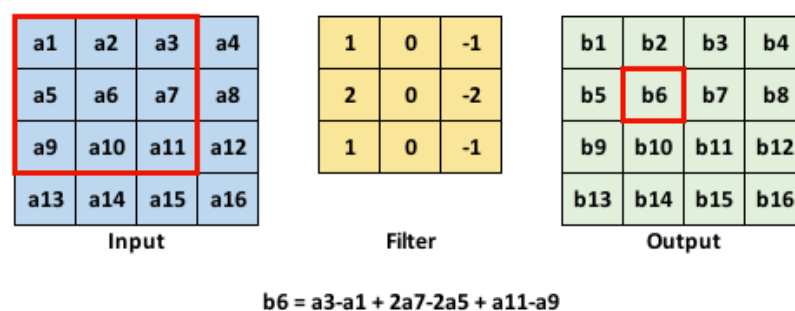 a1 a2 a3 a4 1 0 -1 b1 b2 b3 b4
a5 a6 a7 a8 2 0 -2 b5 b6 b7 b8
a9 a10 a11 a12 1 0 -1 b9 b10 b11 b12
a13 a14 a15 a16 b13 b14 b15 b16
Input Filter Output
b6 = a3-a1 + 2a7-2a5 + a11-a9